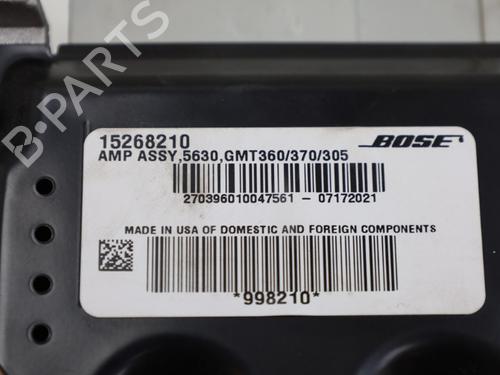 B-PARTS
15268210
BOSE
AMP ASSY,5630,GMT360/370/305
270396010047561 - 07172021
MADE IN USA OF DOMESTIC AND FOREIGN COMPONENTS
*998210*